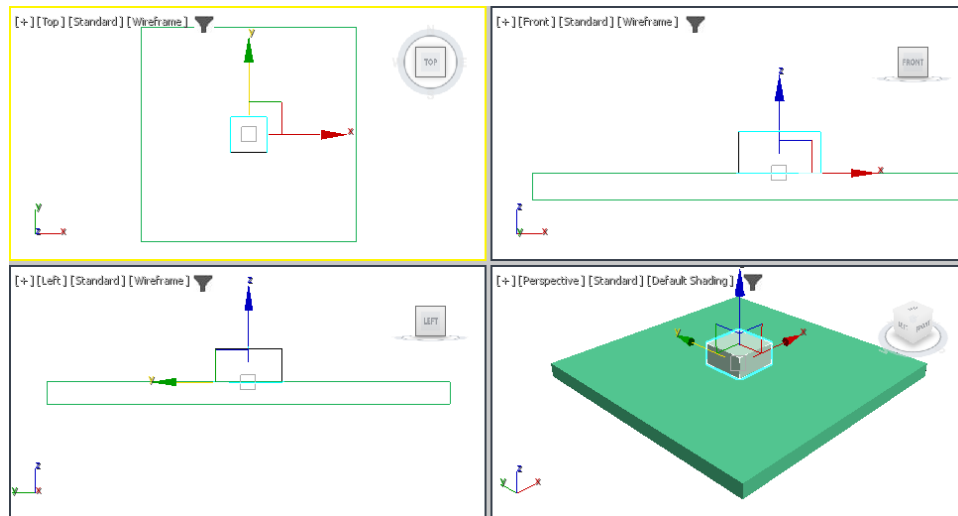 [+] [Top] [Standard] [Wireframe]
y
TOP
x
y
z
x
[+] [Front] [Standard] [Wireframe]
z
FRONT
x
z
y
x
[+] [Left] [Standard] [Wireframe]
z
LEFT
y
z
y
x
[+] [Perspective] [Standard] [Default Shading]
z
y
x
z
y
x